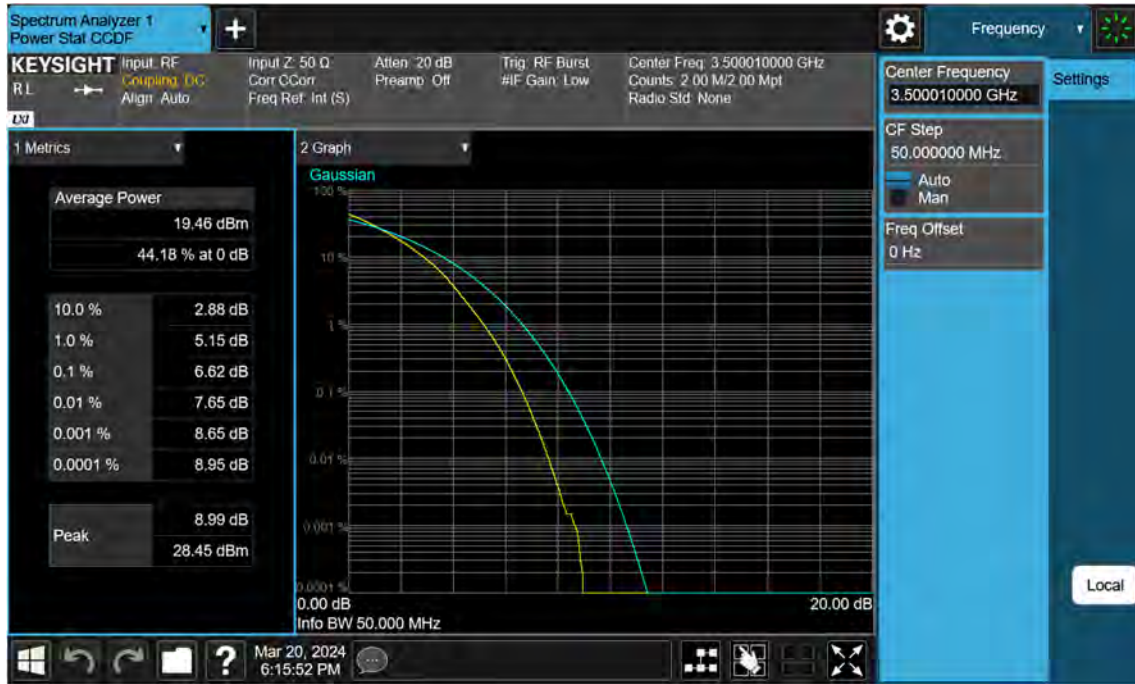 Spectrum Analyzer 1
Power Stat CCDF
Frequency
KEYSIGHT
Input: RF
Coupling: DC
Align: Auto
Input Z: 50 Ω
Corr CCorr
Freq Ref: Int (S)
Atten: 20 dB
Preamp: Off
Trig: RF Burst
#IF Gain: Low
Center Freq: 3.500010000 GHz
Counts: 2.00 M/2.00 Mpt
Radio Std: None
R L
LXI
Center Frequency
3.500010000 GHz
Settings
CF Step
50.000000 MHz
Auto
Man
Freq Offset
0 Hz
Local
1 Metrics
Average Power
19.46 dBm
44.18 % at 0 dB
10.0 % 2.88 dB
1.0 % 5.15 dB
0.1 % 6.62 dB
0.01 % 7.65 dB
0.001 % 8.65 dB
0.0001 % 8.95 dB
Peak
8.99 dB
28.45 dBm
2 Graph
Gaussian
100 %
10 %
1 %
0.1 %
0.01 %
0.001 %
0.0001 %
0.00 dB 20.00 dB
Info BW 50.000 MHz
?
Mar 20, 2024
6:15:52 PM